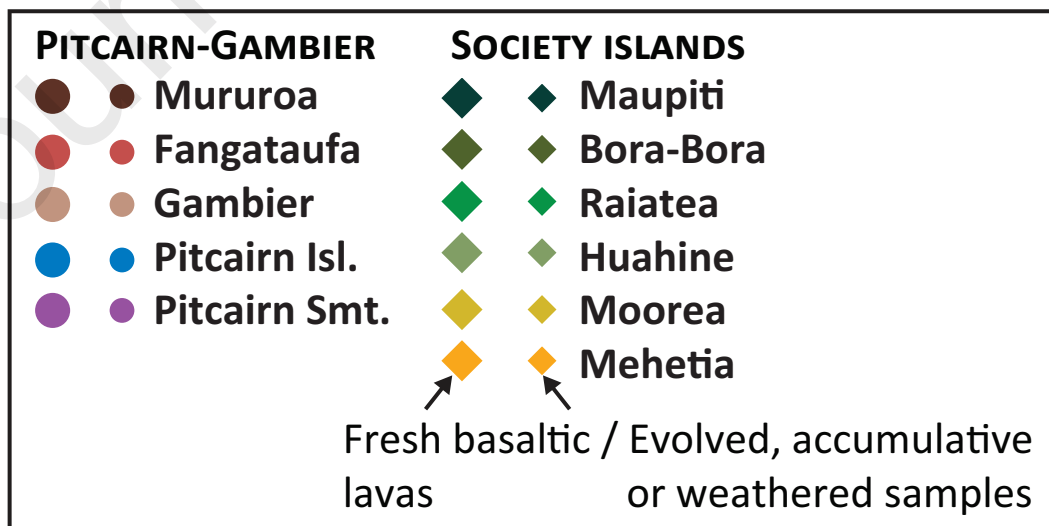 PITCAIRN-GAMBIER
Mururoa
Fangataufa
Gambier
Pitcairn Isl.
Pitcairn Smt.
SOCIETY ISLANDS
Maupiti
Bora-Bora
Raiatea
Huahine
Moorea
Mehetia
Fresh basaltic / Evolved, accumulative
lavas or weathered samples